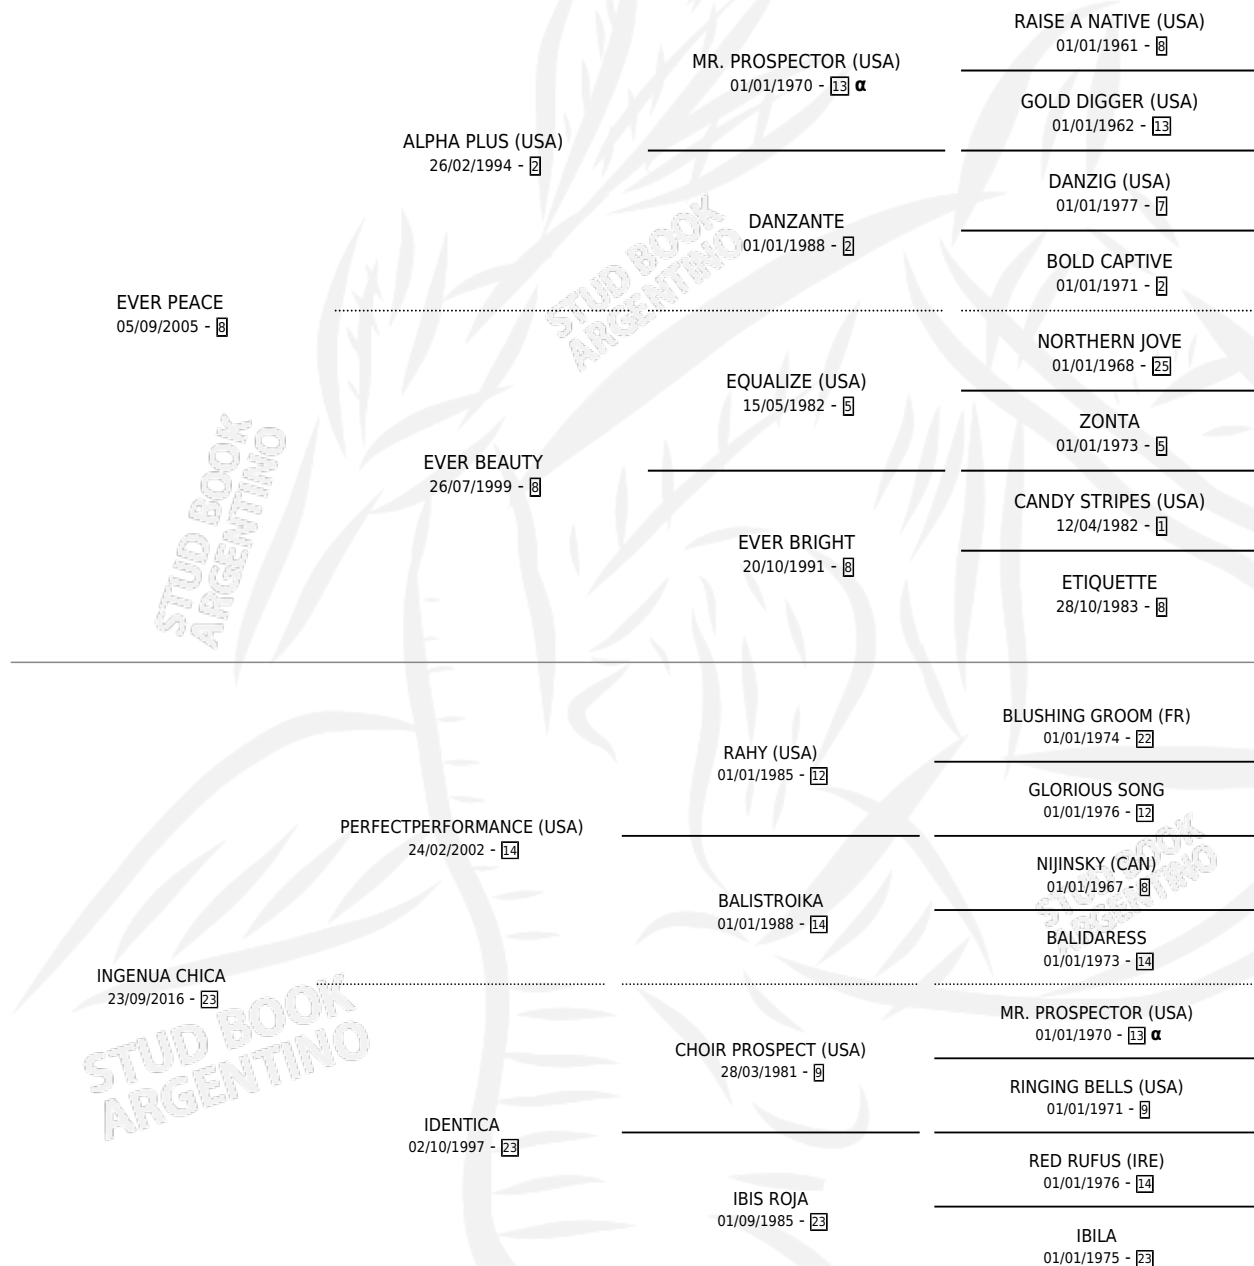 RAISE A NATIVE (USA)
01/01/1961 - 8
MR. PROSPECTOR (USA)
01/01/1970 - 13 α
GOLD DIGGER (USA)
01/01/1962 - 13
ALPHA PLUS (USA)
26/02/1994 - 2
DANZIG (USA)
01/01/1977 - 7
DANZANTE
01/01/1988 - 2
BOLD CAPTIVE
01/01/1971 - 2
EVER PEACE
05/09/2005 - 8
NORTHERN JOVE
01/01/1968 - 25
EQUALIZE (USA)
15/05/1982 - 5
ZONTA
01/01/1973 - 5
EVER BEAUTY
26/07/1999 - 8
CANDY STRIPES (USA)
12/04/1982 - 1
EVER BRIGHT
20/10/1991 - 8
ETIQUETTE
28/10/1983 - 8
STUD BOOK
ARGENTINO
STUD BOOK
ARGENTINO
BLUSHING GROOM (FR)
01/01/1974 - 22
RAHY (USA)
01/01/1985 - 12
GLORIOUS SONG
01/01/1976 - 12
PERFECTPERFORMANCE (USA)
24/02/2002 - 14
NIJINSKY (CAN)
01/01/1967 - 8
BALISTROIKA
01/01/1988 - 14
BALIDARESS
01/01/1973 - 14
INGENUA CHICA
23/09/2016 - 23
MR. PROSPECTOR (USA)
01/01/1970 - 13 α
CHOIR PROSPECT (USA)
28/03/1981 - 9
RINGING BELLS (USA)
01/01/1971 - 9
IDENTICA
02/10/1997 - 23
RED RUFUS (IRE)
01/01/1976 - 14
IBIS ROJA
01/09/1985 - 23
IBILA
01/01/1975 - 23
STUD BOOK
ARGENTINO
STUD BOOK
ARGENTINO